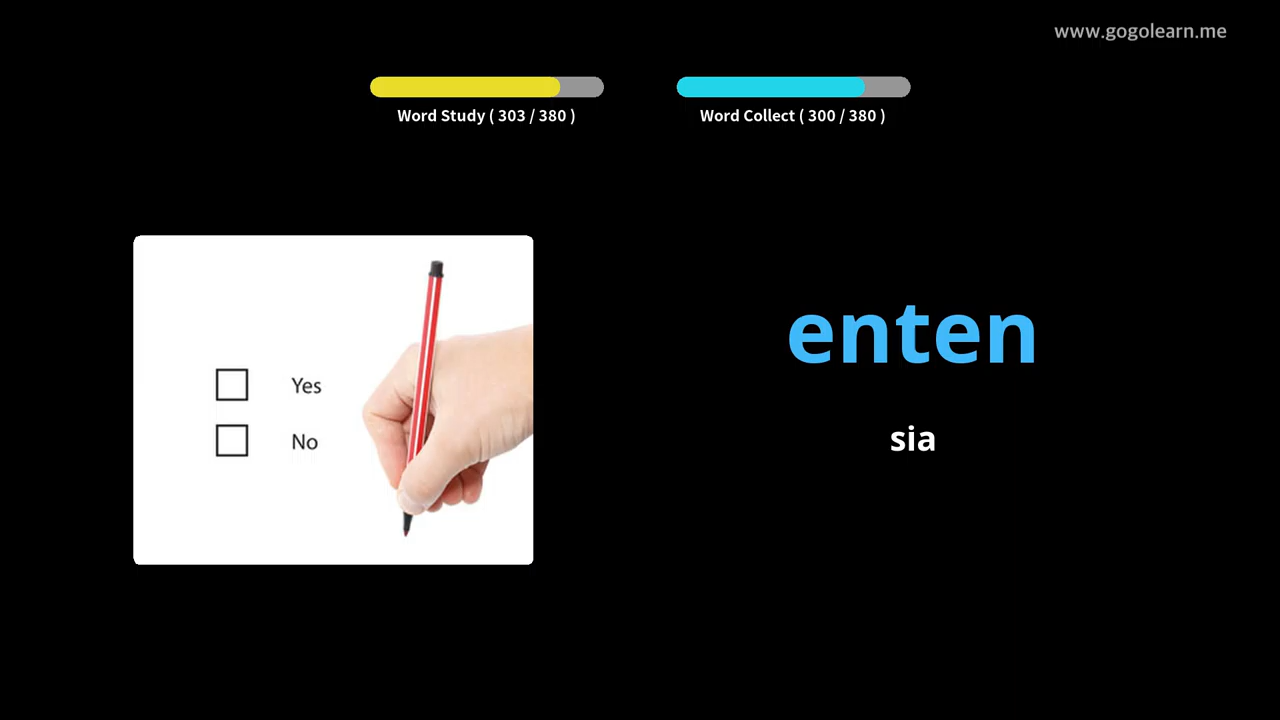 www.gogolearn.me
Word Study ( 303 / 380 )
Word Collect ( 300 / 380 )
Yes
No
enten
sia